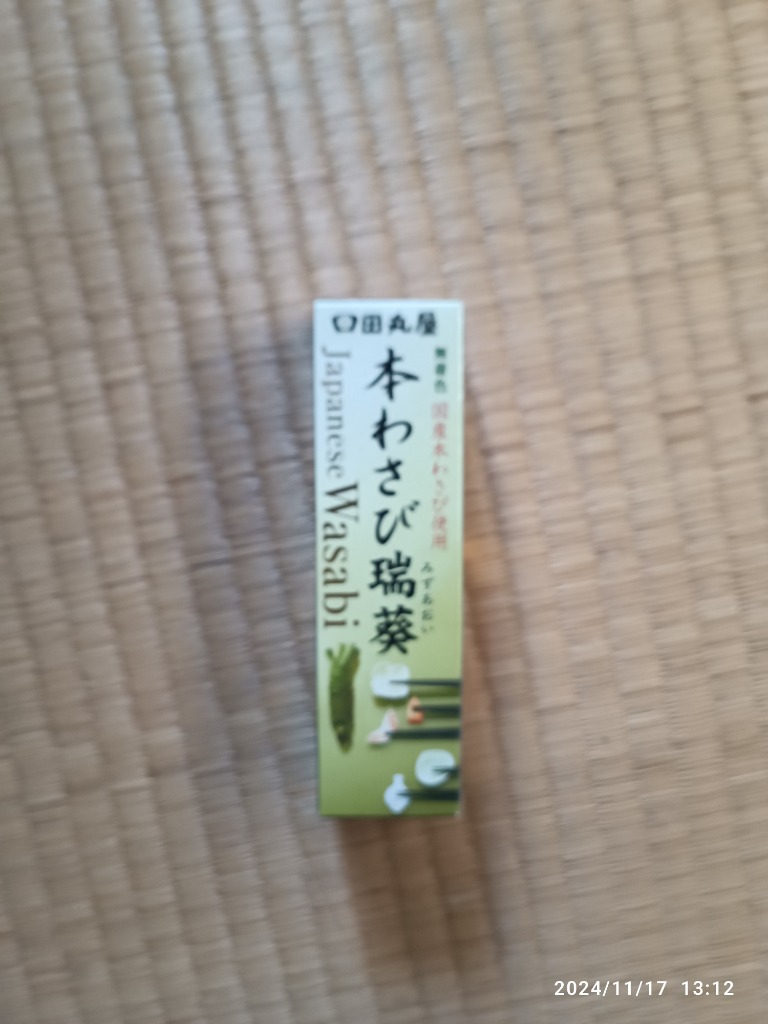 田丸屋
無着色 国産本わさび使用
みずあおい
本わさび瑞葵
Japanese Wasabi
2024/11/17 13:12